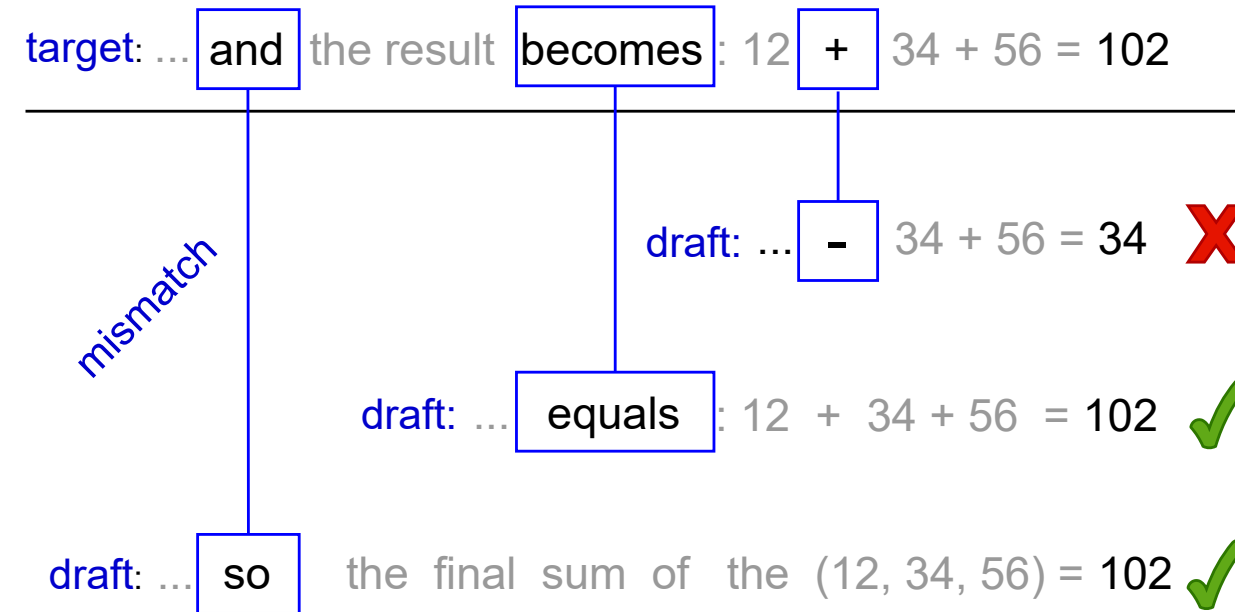 target: ... and the result becomes : 12 + 34 + 56 = 102
draft: ... - 34 + 56 = 34
mismatch
draft: ... equals : 12 + 34 + 56 = 102
draft: ... so the final sum of the (12, 34, 56) = 102